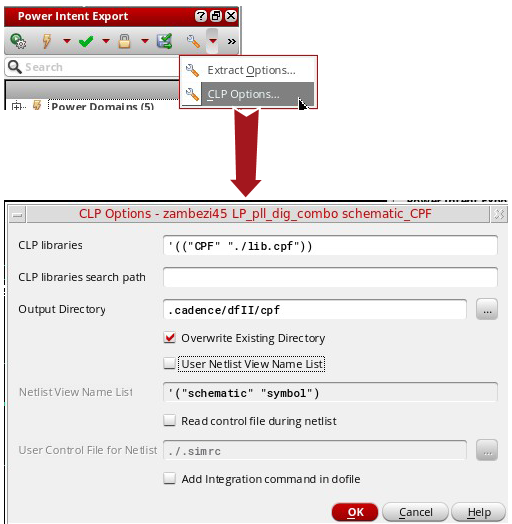 Power Intent Export
Search
Extract Options...
CLP Options...
Power Domains (5)
CLP Options - zambezi45 LP_pll_dig_combo schematic_CPF
CLP libraries
'(("CPF" "./lib.cpf"))
CLP libraries search path
Output Directory
.cadence/dfII/cpf
...
Overwrite Existing Directory
User Netlist View Name List
Netlist View Name List
'("schematic" "symbol")
Read control file during netlist
User Control File for Netlist
./.simrc
...
Add Integration command in dofile
OK
Cancel
Help